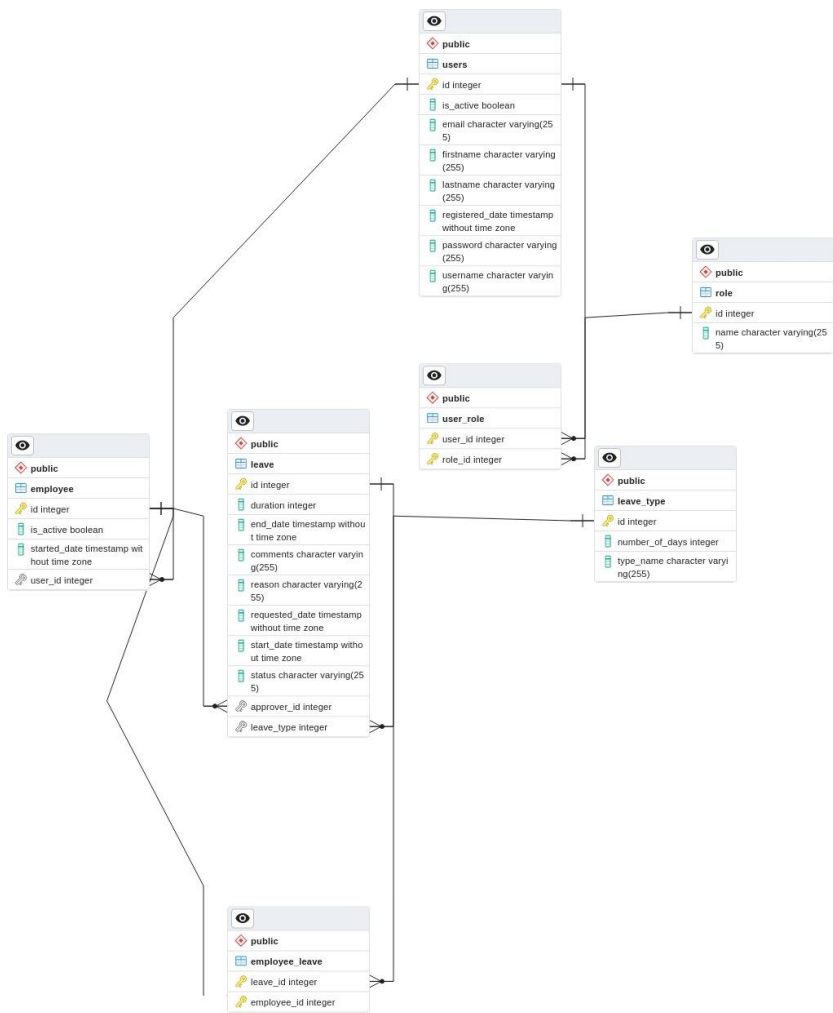 public
users
id integer
is_active boolean
email character varying(25
5)
firstname character varying
(255)
lastname character varying
(255)
registered_date timestamp
without time zone
password character varying
(255)
username character varyin
g(255)
public
role
id integer
name character varying(25
5)
public
user_role
user_id integer
role_id integer
public
leave
id integer
duration integer
end_date timestamp withou
t time zone
comments character varyin
g(255)
reason character varying(2
55)
requested_date timestamp
without time zone
start_date timestamp witho
ut time zone
status character varying(25
5)
approver_id integer
leave_type integer
public
employee
id integer
is_active boolean
started_date timestamp wit
hout time zone
user_id integer
public
leave_type
id integer
number_of_days integer
type_name character varyi
ng(255)
public
employee_leave
leave_id integer
employee_id integer